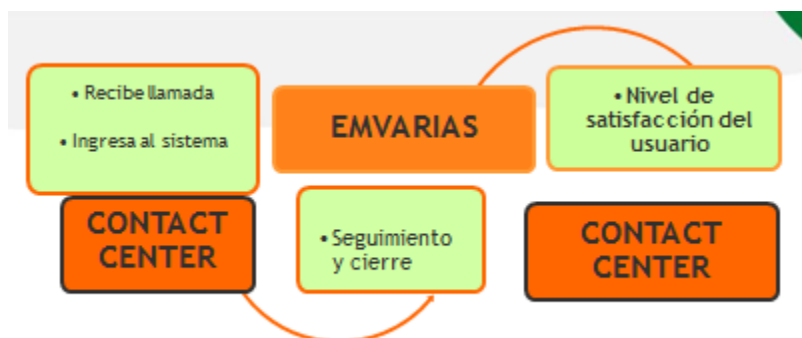 • Recibe llamada
• Ingresa al sistema
CONTACT
CENTER
EMVARIAS
• Seguimiento
y cierre
• Nivel de
satisfacción del
usuario
CONTACT
CENTER